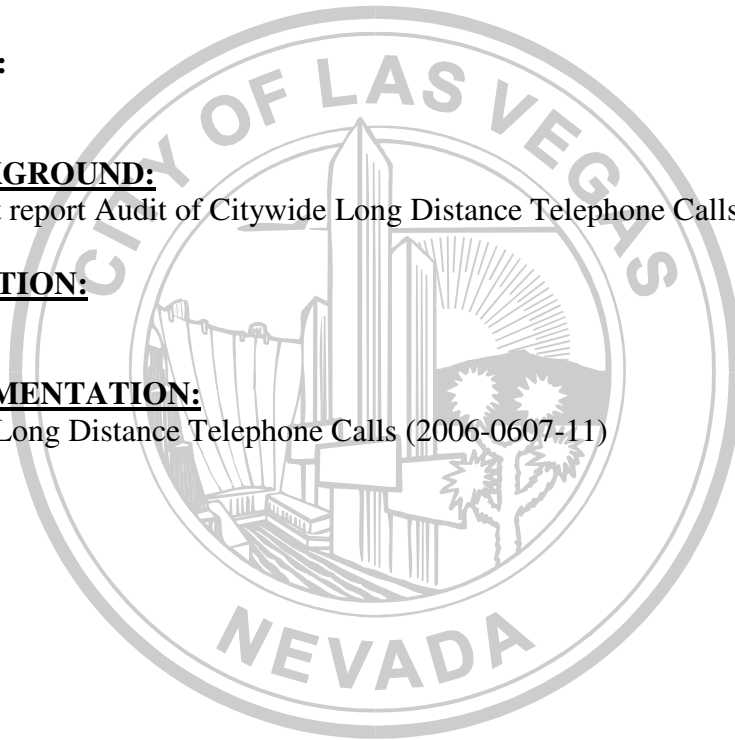 :
KGROUND:
t report Audit of Citywide Long Distance Telephone Calls
TION:
MENTATION:
Long Distance Telephone Calls (2006-0607-11)
CITY OF LAS VEGAS
NEVADA